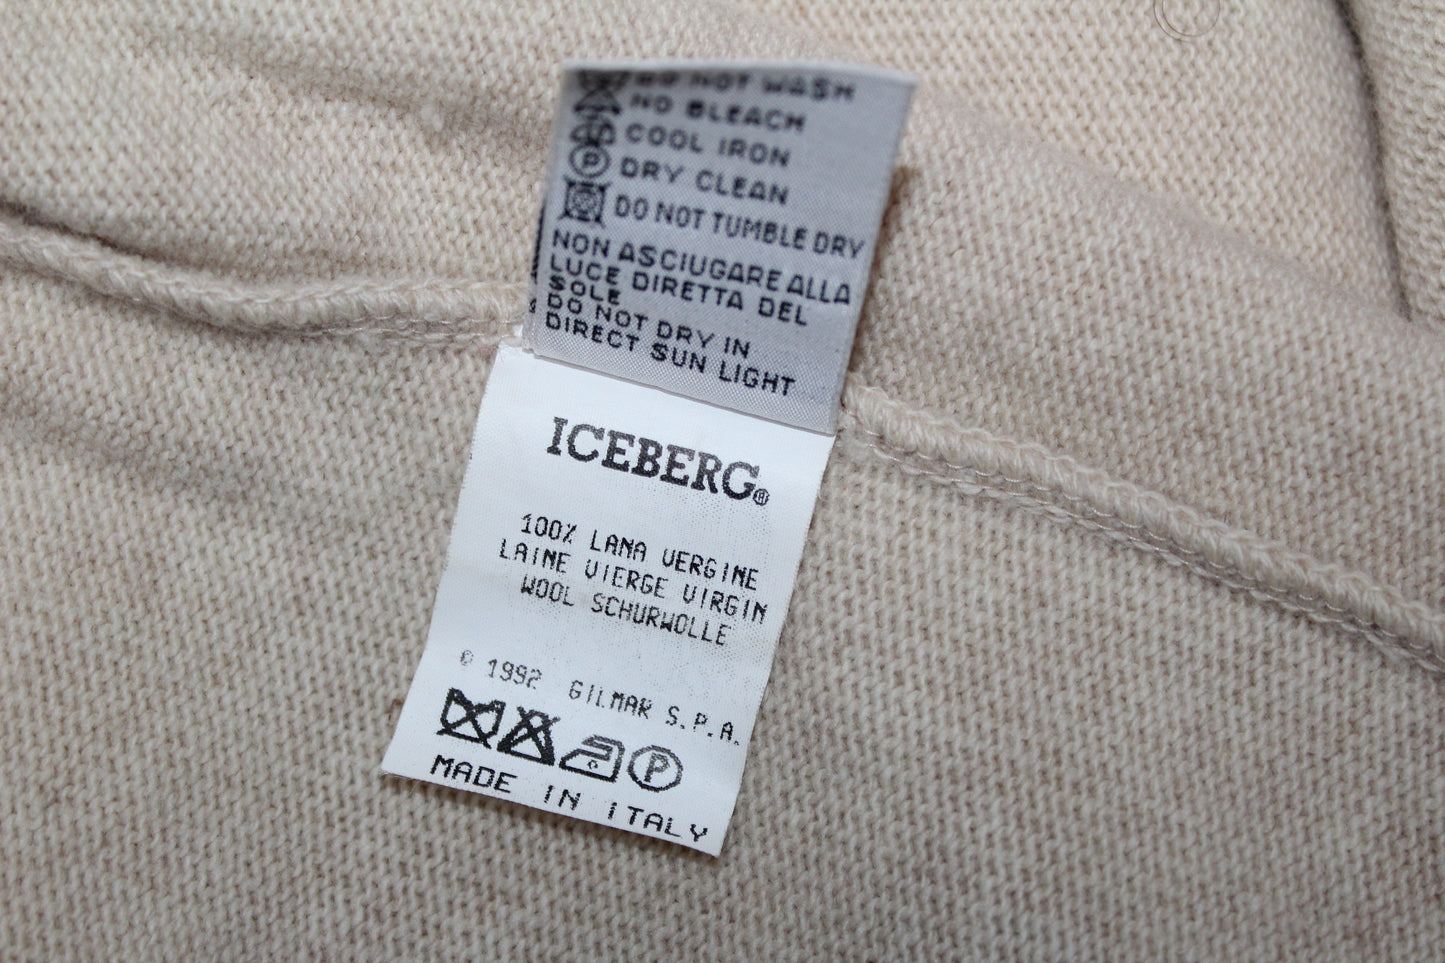 DO NOT WASH
NO BLEACH
COOL IRON
P DRY CLEAN
DO NOT TUMBLE DRY
NON ASCIUGARE ALLA
LUCE DIRETTA DEL
SOLE
DO NOT DRY IN
DIRECT SUN LIGHT
ICEBERG®
100% LANA VERGINE
LAINE VIERGE VIRGIN
WOOL SCHURWOLLE
© 1992 GILMAR S.P.A.
P
MADE IN ITALY